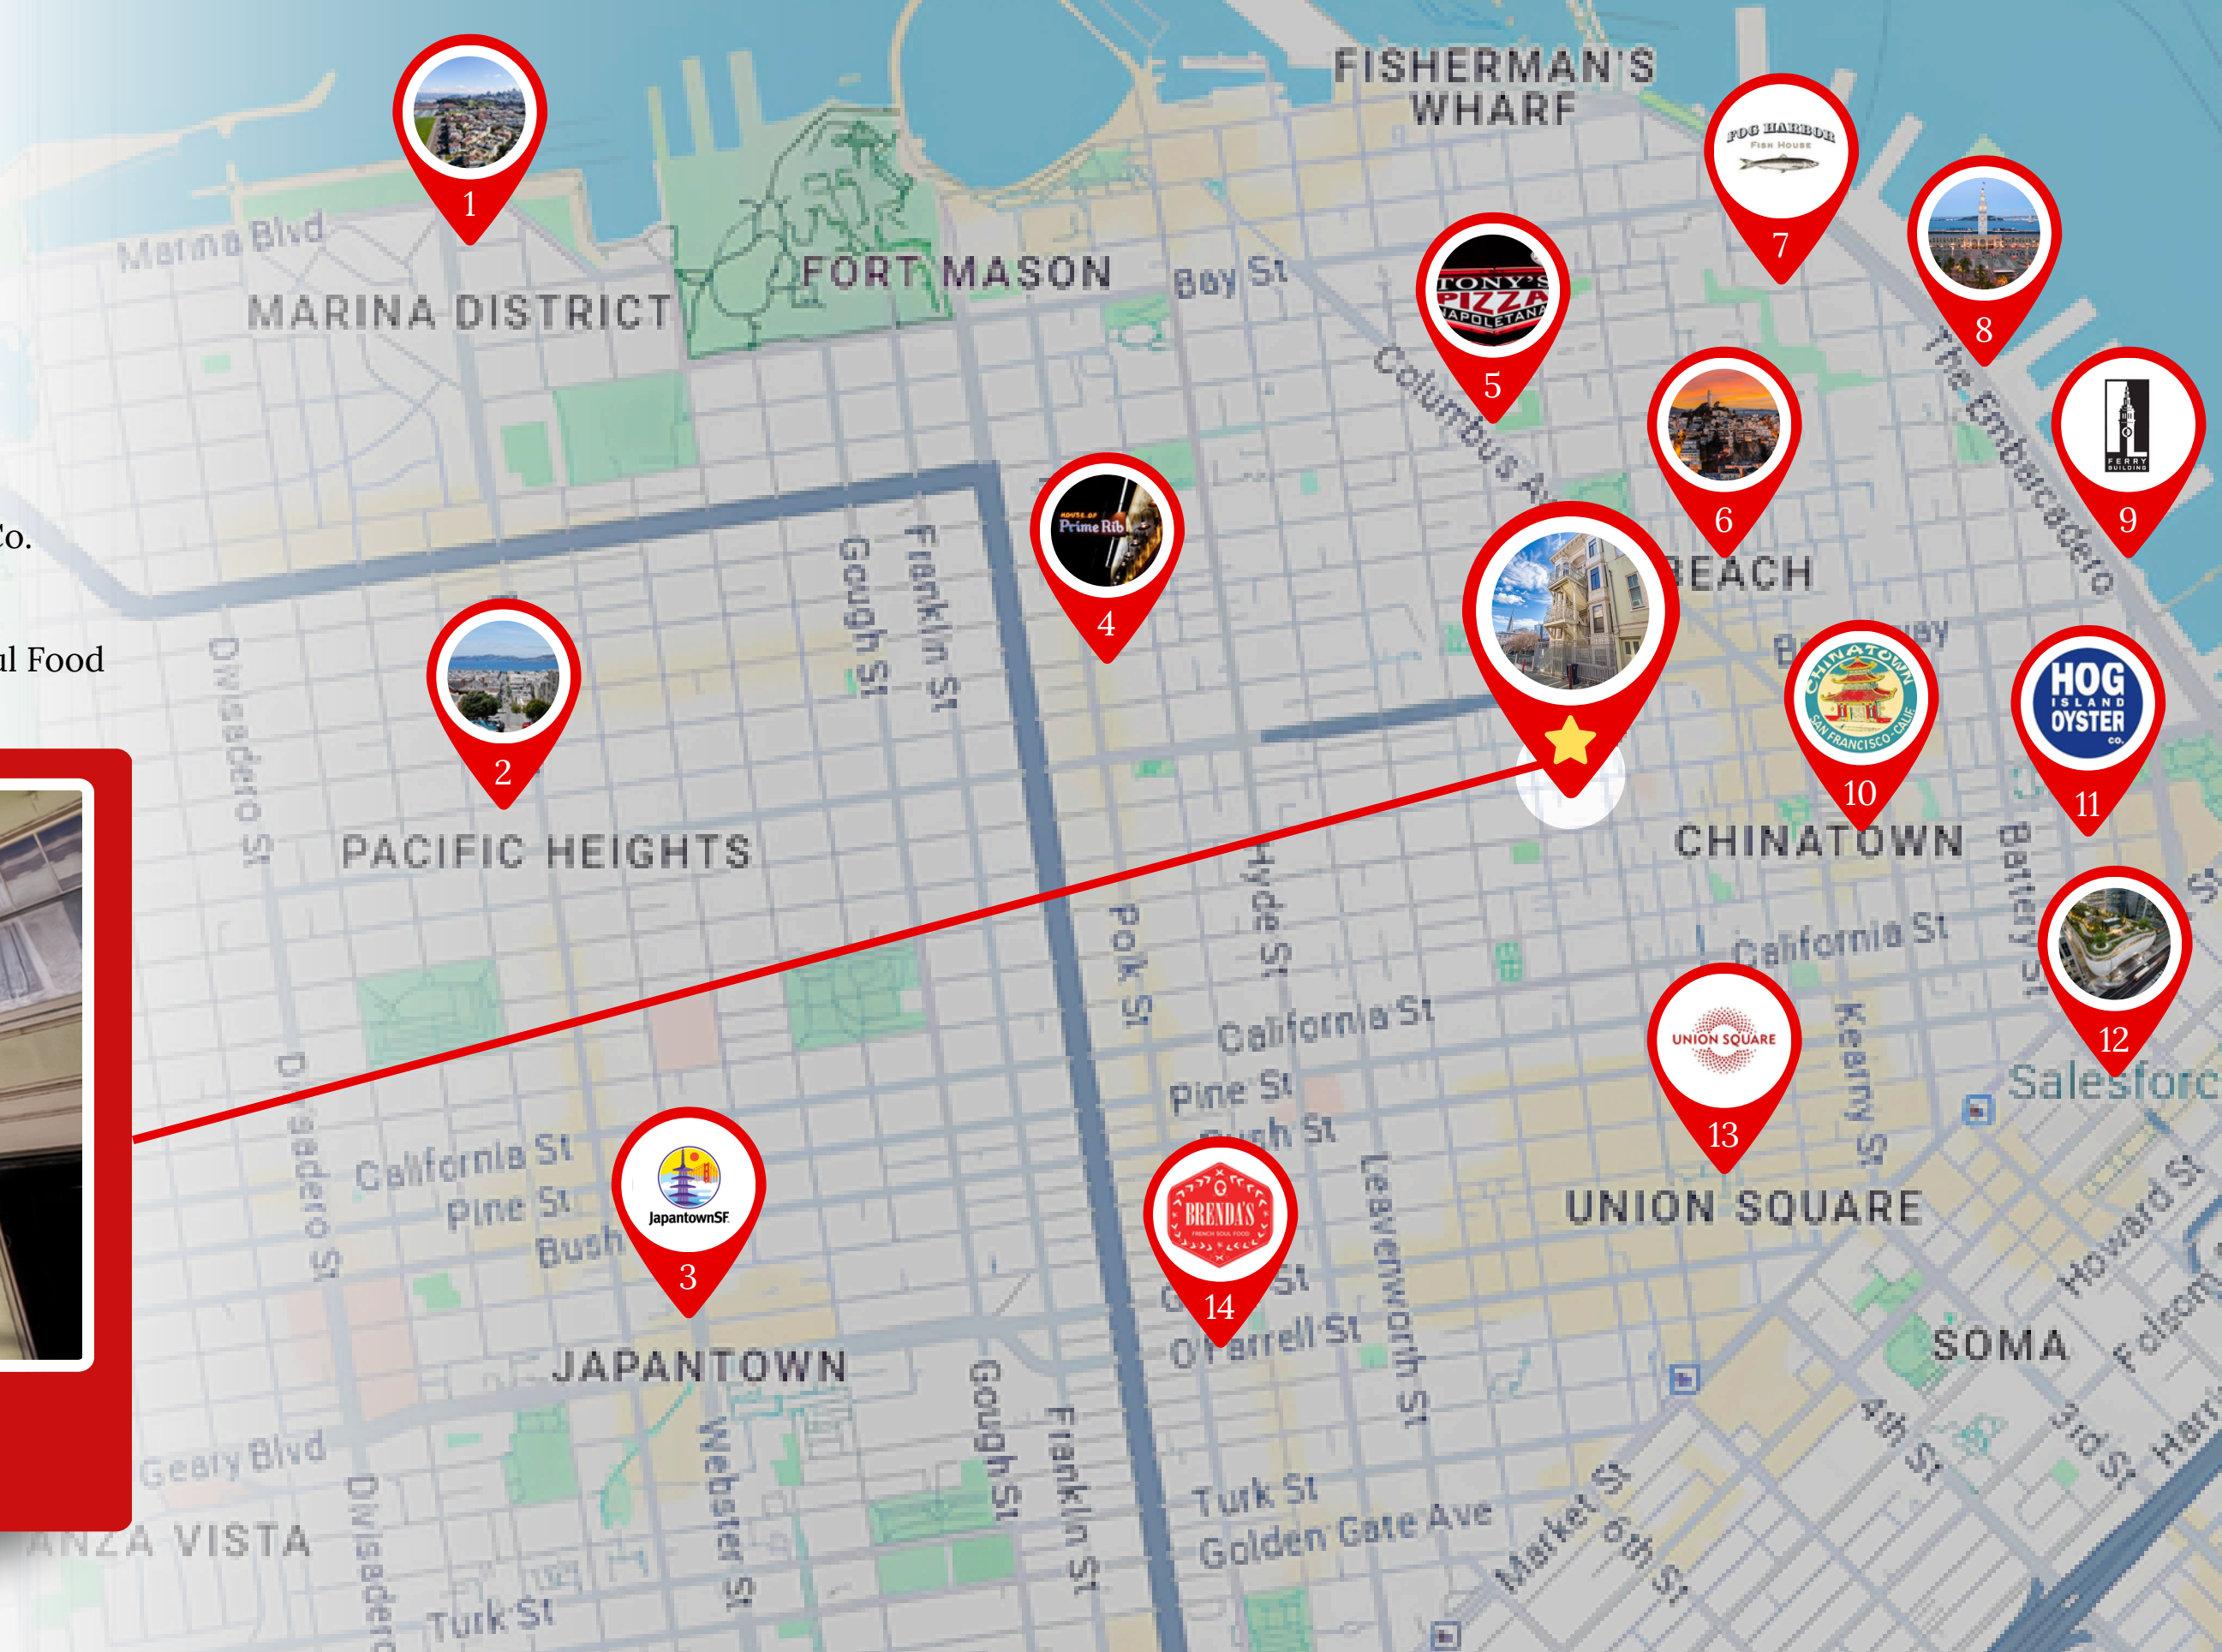 FISHERMAN'S
WHARF
FOG HARBOR
FISH HOUSE
1
7
TONY'S
PIZZA
NAPOLETANA
Marina Blvd
FORT MASON
Bay St
MARINA DISTRICT
8
The Embarcadero
5
Columbus Av
FERRY
BUILDING
HOUSE OF
Prime Rib
6
9
Co.
Gough St
Franklin St
BEACH
4
ul Food
Divisadero St
CHINATOWN
SAN FRANCISCO-CALIF
HOG
ISLAND
OYSTER
CO.
2
10
11
PACIFIC HEIGHTS
CHINATOWN
Battery St
St
Hyde St
Polk St
California St
California St
Kearny St
UNION SQUARE
12
Salesforc
Pine St
Bush St
13
Divisadero St
California St
Pine St
Bush
JapantownSF
3
BRENDA'S
FRENCH SOUL FOOD
Leavenworth St
UNION SQUARE
Howard St
St
14
O'Farrell St
SOMA
Folsom
JAPANTOWN
Gough St
Franklin St
Webster St
4th St
3rd St
Harri
Geary Blvd
Divisadero
Turk St
Golden Gate Ave
Market St
ANZA VISTA
Turk St